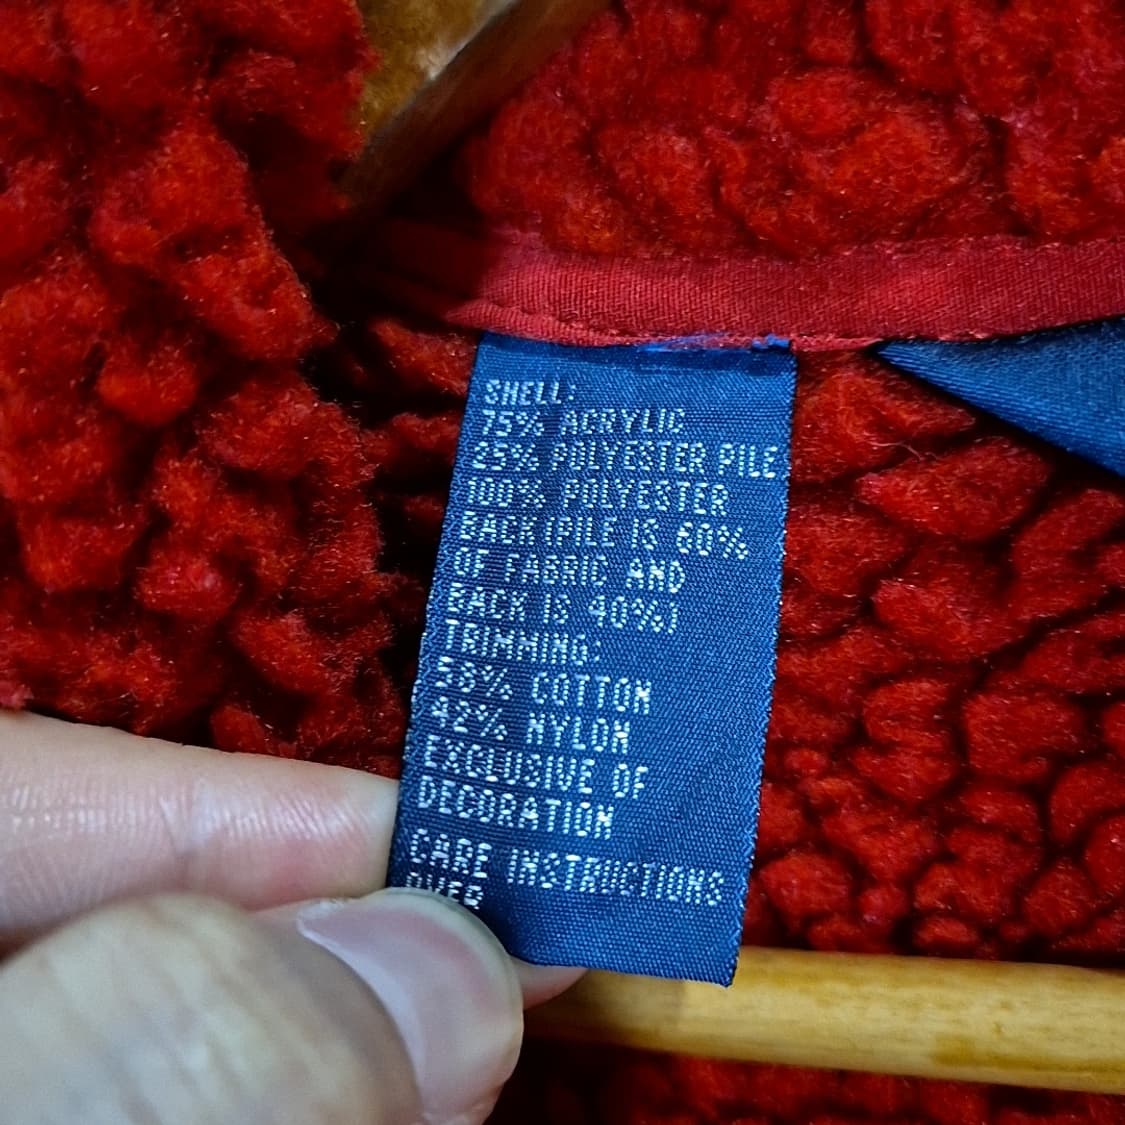 SHELL:
75% ACRYLIC
25% POLYESTER PILE
100% POLYESTER
BACK(PILE IS 60%
OF FABRIC AND
BACK IS 40%)
TRIMMING:
58% COTTON
42% NYLON
EXCLUSIVE OF
DECORATION
CARE INSTRUCTIONS
OVER